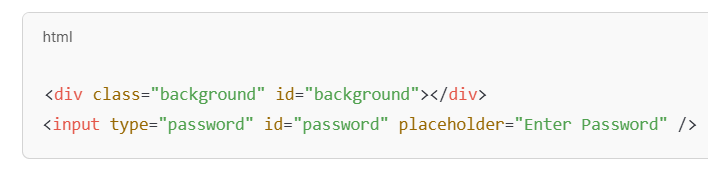 html
<div class="background" id="background"></div>
<input type="password" id="password" placeholder="Enter Password" />